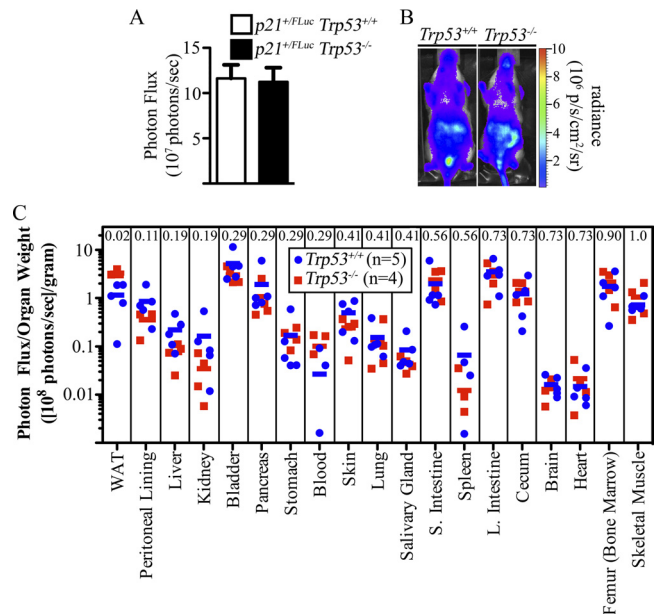 A
p21+/FLuc Trp53+/+
p21+/FLuc Trp53-/-
Photon Flux
(10⁷ photons/sec)
15
10
5
0
B
Trp53+/+ Trp53-/-
10
8
6
4
2
radiance
(10⁶ p/s/cm²/sr)
C
0.02 0.11 0.19 0.19 0.29 0.29 0.29 0.29 0.41 0.41 0.41 0.56 0.56 0.73 0.73 0.73 0.73 0.90 1.0
Trp53+/+ (n=5)
Trp53-/- (n=4)
Photon Flux/Organ Weight
([10⁸ photons/sec]/gram)
10
1
0.1
0.01
WAT
Peritoneal Lining
Liver
Kidney
Bladder
Pancreas
Stomach
Blood
Skin
Lung
Salivary Gland
S. Intestine
Spleen
L. Intestine
Cecum
Brain
Heart
Femur (Bone Marrow)
Skeletal Muscle